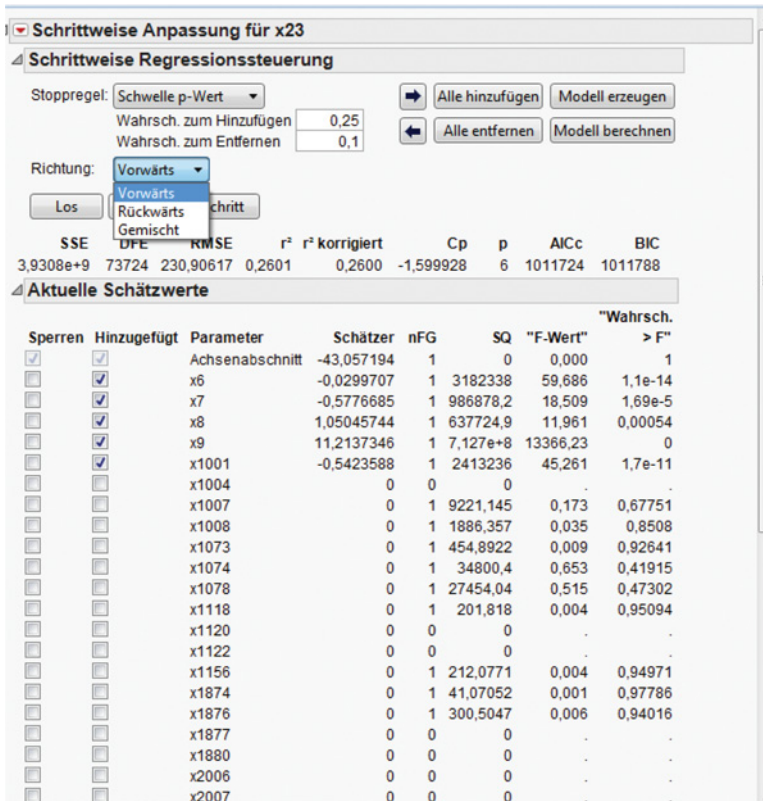 Schrittweise Anpassung für x23
Schrittweise Regressionssteuerung
Stoppregel: Schwelle p-Wert Alle hinzufügen Modell erzeugen
Wahrsch. zum Hinzufügen 0,25
Wahrsch. zum Entfernen 0,1 Alle entfernen Modell berechnen
Richtung: Vorwärts
Vorwärts
Los Rückwärts chritt
Gemischt
SSE DFE RMSE r² r² korrigiert Cp p AICc BIC
3,9308e+9 73724 230,90617 0,2601 0,2600 -1,599928 6 1011724 1011788
Aktuelle Schätzwerte
Sperren Hinzugefügt Parameter Schätzer nFG SQ "F-Wert" "Wahrsch. > F"
Achsenabschnitt -43,057194 1 0 0,000 1
x6 -0,0299707 1 3182338 59,686 1,1e-14
x7 -0,5776685 1 986878,2 18,509 1,69e-5
x8 1,05045744 1 637724,9 11,961 0,00054
x9 11,2137346 1 7,127e+8 13366,23 0
x1001 -0,5423588 1 2413236 45,261 1,7e-11
x1004 0 0 0 . .
x1007 0 1 9221,145 0,173 0,67751
x1008 0 1 1886,357 0,035 0,8508
x1073 0 1 454,8922 0,009 0,92641
x1074 0 1 34800,4 0,653 0,41915
x1078 0 1 27454,04 0,515 0,47302
x1118 0 1 201,818 0,004 0,95094
x1120 0 0 0 . .
x1122 0 0 0 . .
x1156 0 1 212,0771 0,004 0,94971
x1874 0 1 41,07052 0,001 0,97786
x1876 0 1 300,5047 0,006 0,94016
x1877 0 0 0 . .
x1880 0 0 0 . .
x2006 0 0 0 . .
x2007 0 0 0 . .